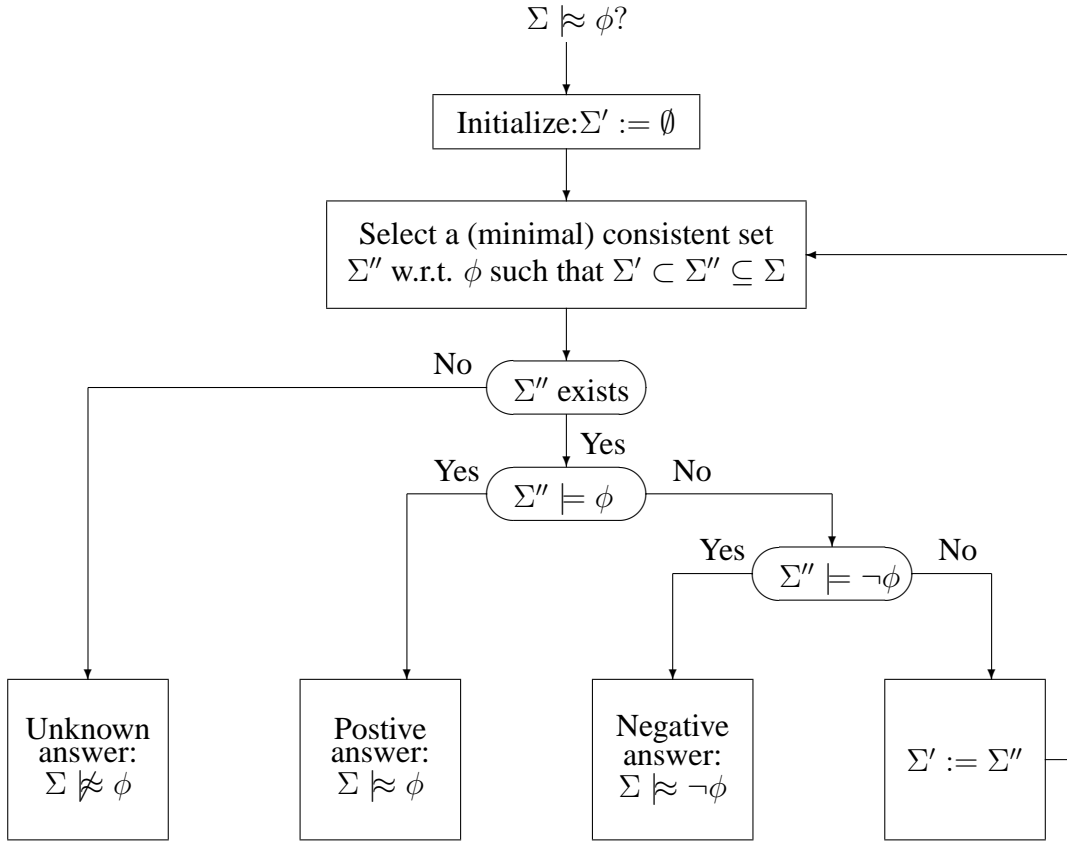 Σ |≈ ϕ?
Initialize:Σ′ := ∅
Select a (minimal) consistent set
Σ′′ w.r.t. ϕ such that Σ′ ⊂ Σ′′ ⊆ Σ
No
Σ′′ exists
Yes
Yes
Σ′′ |= ϕ
No
Yes
Σ′′ |= ¬ϕ
No
Unknown
answer:
Σ |≉ ϕ
Postive
answer:
Σ |≈ ϕ
Negative
answer:
Σ |≈ ¬ϕ
Σ′ := Σ′′